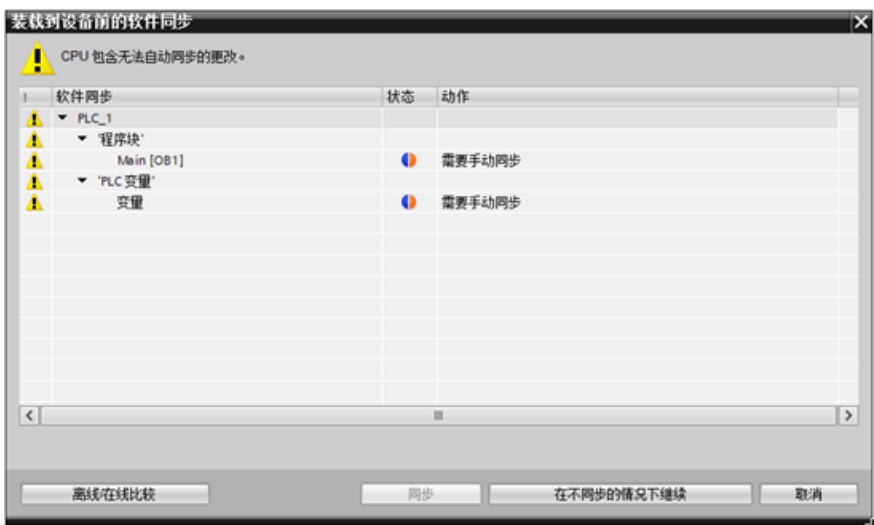 装载到设备前的软件同步
CPU 包含无法自动同步的更改。
! 软件同步 状态 动作
PLC_1
'程序块'
Main [OB1] 需要手动同步
'PLC 变量'
变量 需要手动同步
离线/在线比较 同步 在不同步的情况下继续 取消